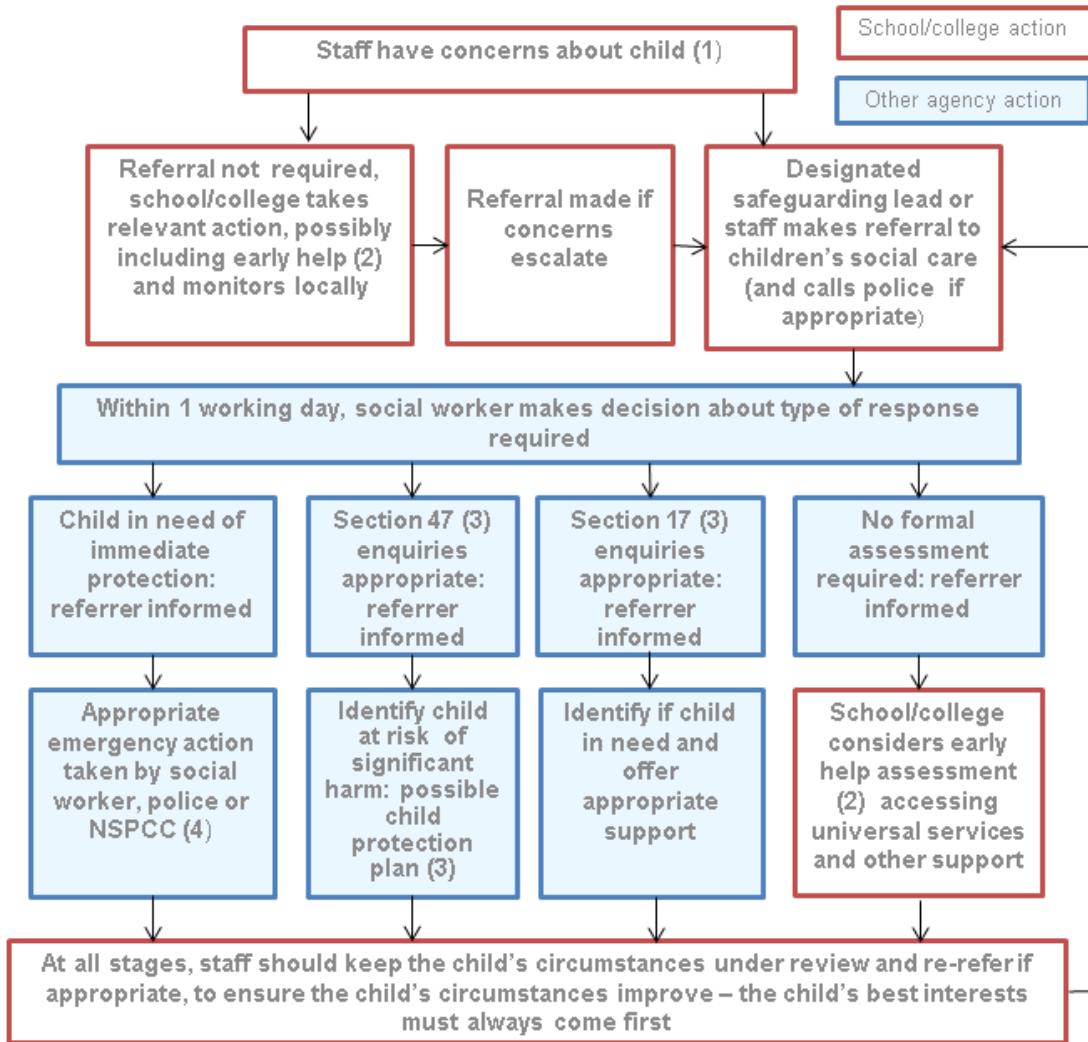 School/college action
Staff have concerns about child (1)
Other agency action
Referral not required,
school/college takes
relevant action, possibly
including early help (2)
and monitors locally
Referral made if
concerns
escalate
Designated
safeguarding lead or
staff makes referral to
children’s social care
(and calls police if
appropriate)
Within 1 working day, social worker makes decision about type of response
required
Child in need of
immediate
protection:
referrer informed
Section 47 (3)
enquiries
appropriate:
referrer
informed
Section 17 (3)
enquiries
appropriate:
referrer
informed
No formal
assessment
required: referrer
informed
Appropriate
emergency action
taken by social
worker, police or
NSPCC (4)
Identify child
at risk of
significant
harm: possible
child
protection
plan (3)
Identify if child
in need and
offer
appropriate
support
School/college
considers early
help assessment
(2) accessing
universal services
and other support
At all stages, staff should keep the child’s circumstances under review and re-refer if
appropriate, to ensure the child’s circumstances improve – the child’s best interests
must always come first